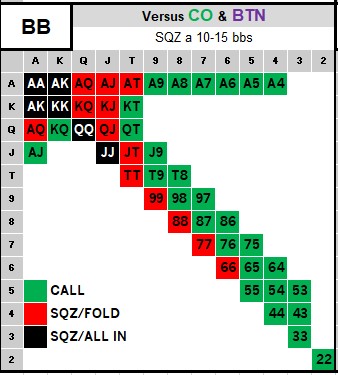 BB Versus CO & BTN
SQZ a 10-15 bbs
A K Q J T 9 8 7 6 5 4 3 2
A AA AK AQ AJ AT A9 A8 A7 A6 A5 A4
K AK KK KQ KJ KT
Q AQ KQ QQ QJ QT
J AJ JJ JT J9
T TT T9 T8
9 99 98 97
8 88 87 86
7 77 76 75
6 66 65 64
5 CALL 55 54 53
4 SQZ/FOLD 44 43
3 SQZ/ALL IN 33
2 22